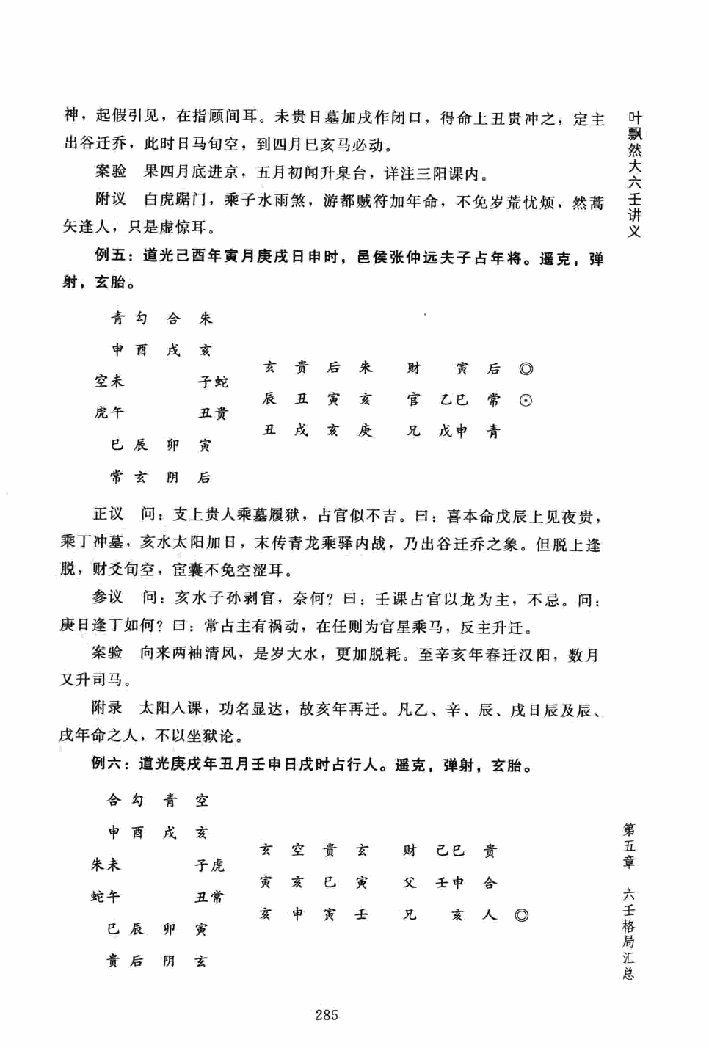 神，起假引见，在指顾间耳。未贵日墓加戌作闭口，得命上丑贵冲之，定主
出谷迁乔，此时日马旬空，到四月巳亥马必动。
案验　果四月底进京，五月初闻升臬台，详注三阳课内。
附议　白虎踞门，乘子水雨煞，游都贼符加年命，不免岁荒忧烦，然蒿
矢逢人，只是虚惊耳。
例五：道光己酉年寅月庚戌日申时，邑侯张仲远夫子占年将。遥克，弹
射，玄胎。
青 勾 合 朱
申 酉 戌 亥
空未 子蛇
虎午 丑贵
巳 辰 卯 寅
常 玄 阴 后
玄 贵 后 朱 财 寅 后 ◎
辰 丑 寅 亥 官 乙巳 常 ⊙
丑 戌 亥 庚 兄 戊申 青
正议　问：支上贵人乘墓履狱，占官似不吉。曰：喜本命戊辰上见夜贵，
乘丁冲墓，亥水太阳加日，末传青龙乘驿内战，乃出谷迁乔之象。但脱上逢
脱，财爻旬空，宦囊不免空涩耳。
参议　问：亥水子孙剥官，奈何？曰：壬课占官以龙为主，不忌。问：
庚日逢丁如何？曰：常占主有祸动，在任则为官星乘马，反主升迁。
案验　向来两袖清风，是岁大水，更加脱耗。至辛亥年春迁汉阳，数月
又升司马。
附录　太阳人课，功名显达，故亥年再迁。凡乙、辛、辰、戌日辰及辰、
戌年命之人，不以坐狱论。
例六：道光庚戌年丑月壬申日戌时占行人。遥克，弹射，玄胎。
合 勾 青 空
申 酉 戌 亥
朱未 子虎
蛇午 丑常
巳 辰 卯 寅
贵 后 阴 玄
玄 空 贵 玄 财 己巳 贵
寅 亥 巳 寅 父 壬申 合
亥 申 寅 壬 兄 亥 人 ◎
叶飘然大六壬讲义
第五章 六壬格局汇总
285